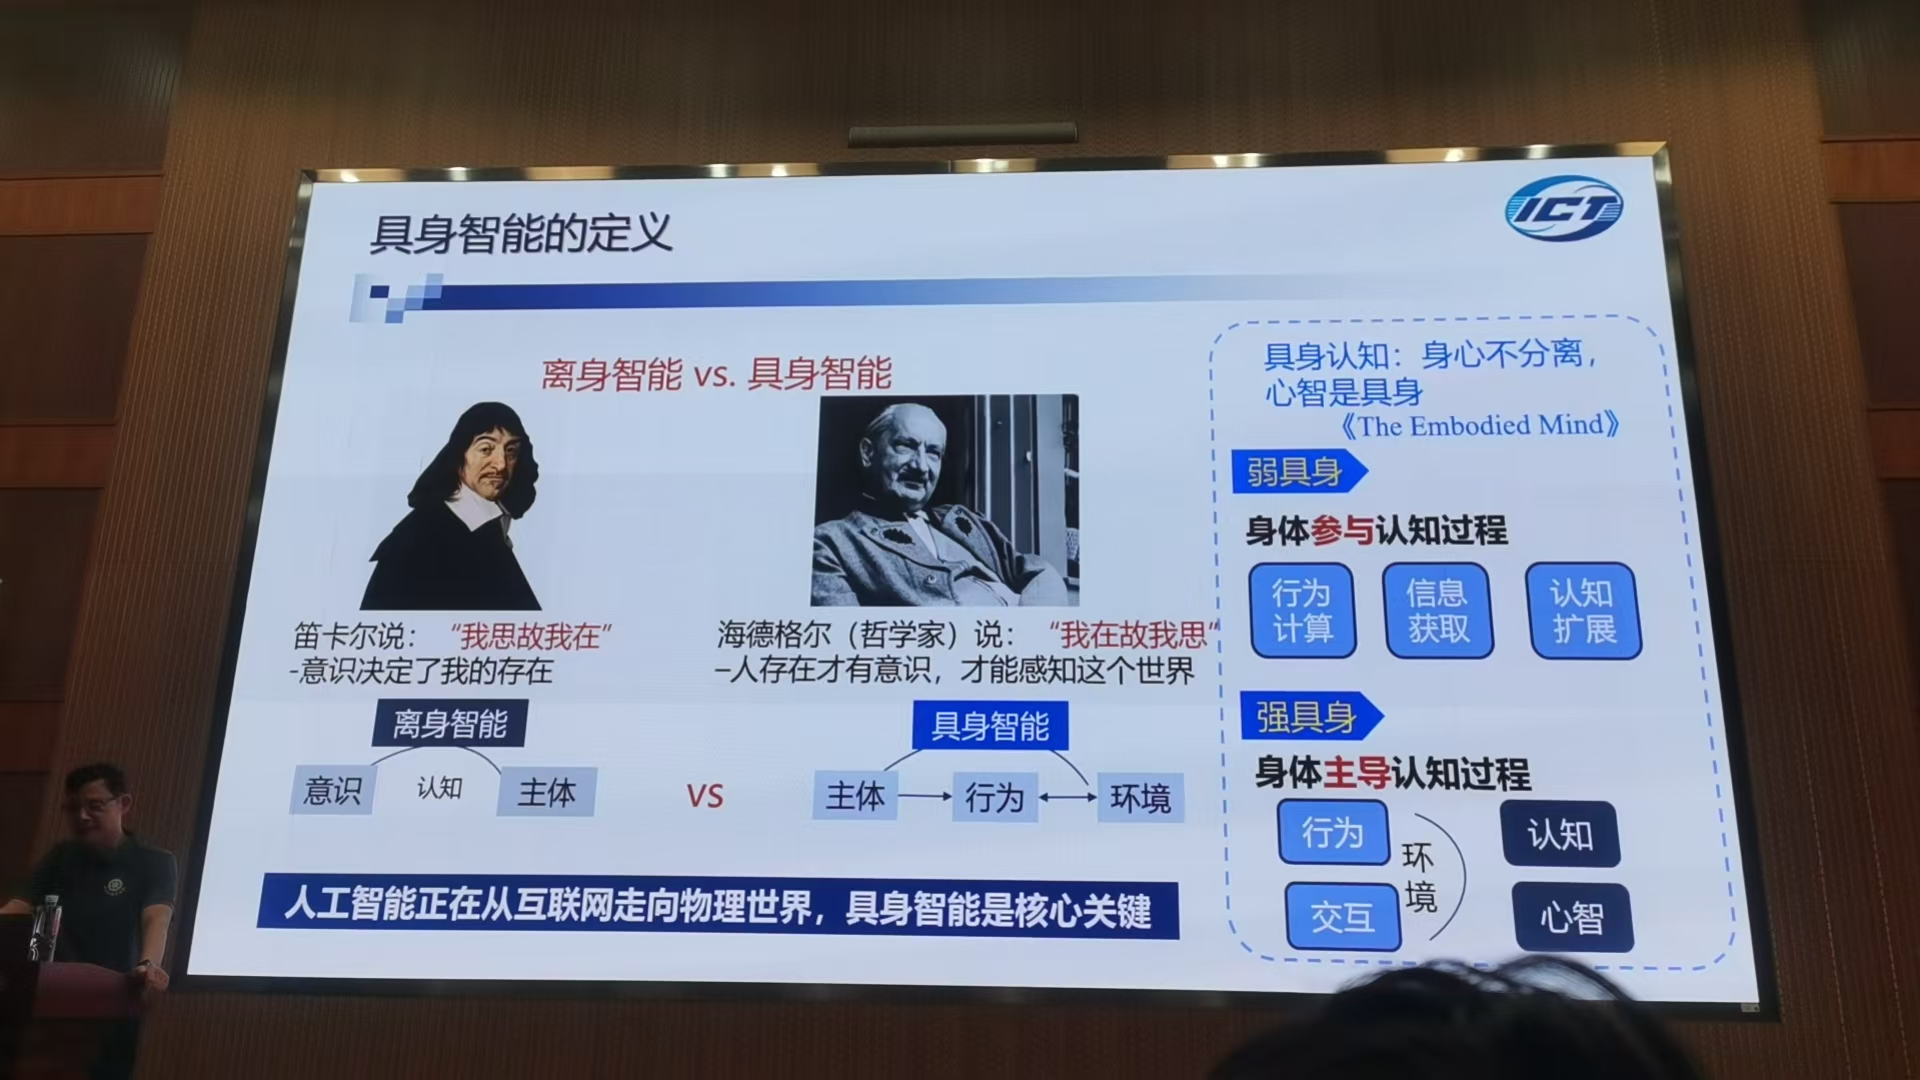 具身智能的定义
ICT
离身智能 vs. 具身智能
笛卡尔说：“我思故我在”
-意识决定了我的存在
海德格尔（哲学家）说：“我在故我思”
–人存在才有意识，才能感知这个世界
离身智能
意识
认知
主体
VS
具身智能
主体
行为
环境
人工智能正在从互联网走向物理世界，具身智能是核心关键
具身认知：身心不分离，
心智是具身
《The Embodied Mind》
弱具身
身体参与认知过程
行为
计算
信息
获取
认知
扩展
强具身
身体主导认知过程
行为
交互
环
境
认知
心智